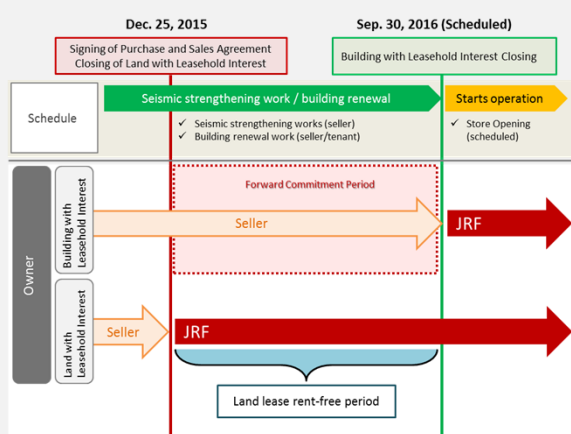 Dec. 25, 2015
Sep. 30, 2016 (Scheduled)
Signing of Purchase and Sales Agreement
Closing of Land with Leasehold Interest
Building with Leasehold Interest Closing
Schedule
Seismic strengthening work / building renewal
Starts operation
✓ Seismic strengthening works (seller)
✓ Building renewal work (seller/tenant)
✓ Store Opening
(scheduled)
Owner
Building with
Leasehold Interest
Forward Commitment Period
Seller
JRF
Land with
Leasehold Interest
Seller
JRF
Land lease rent-free period